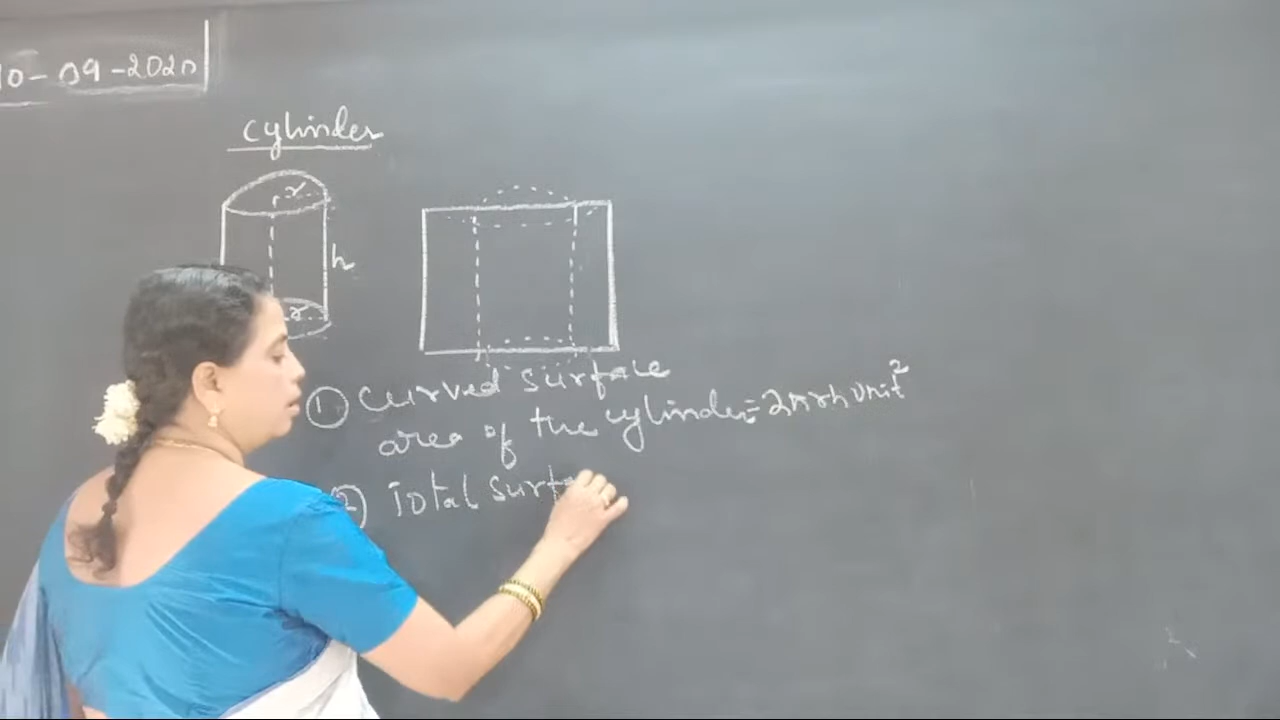 10-09-2020
cylinder
r
h
r
① curved surface
area of the cylinder = 2πrh unit²
② Total surf